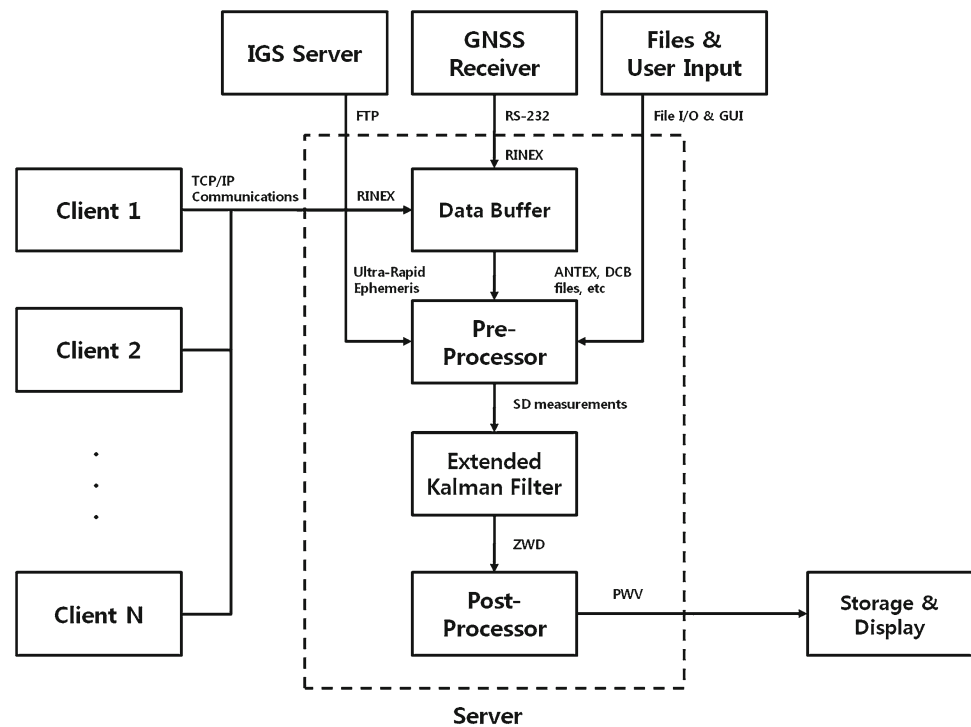 IGS Server
GNSS
Receiver
Files &
User Input
FTP
RS-232
File I/O & GUI
RINEX
TCP/IP
Communications
RINEX
Client 1
Data Buffer
Ultra-Rapid
Ephemeris
ANTEX, DCB
files, etc
Client 2
Pre-
Processor
SD measurements
Extended
Kalman Filter
ZWD
Client N
Post-
Processor
PWV
Storage &
Display
Server